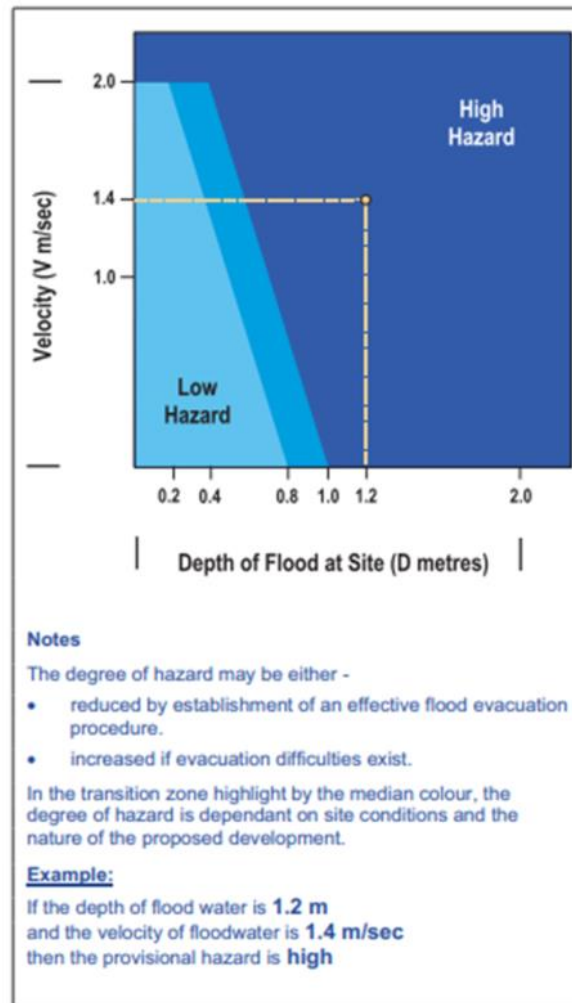 2.0
1.4
1.0
Velocity (V m/sec)
High
Hazard
Low
Hazard
0.2 0.4 0.8 1.0 1.2 2.0
Depth of Flood at Site (D metres)
Notes
The degree of hazard may be either -
• reduced by establishment of an effective flood evacuation
procedure.
• increased if evacuation difficulties exist.
In the transition zone highlight by the median colour, the
degree of hazard is dependant on site conditions and the
nature of the proposed development.
Example:
If the depth of flood water is 1.2 m
and the velocity of floodwater is 1.4 m/sec
then the provisional hazard is high